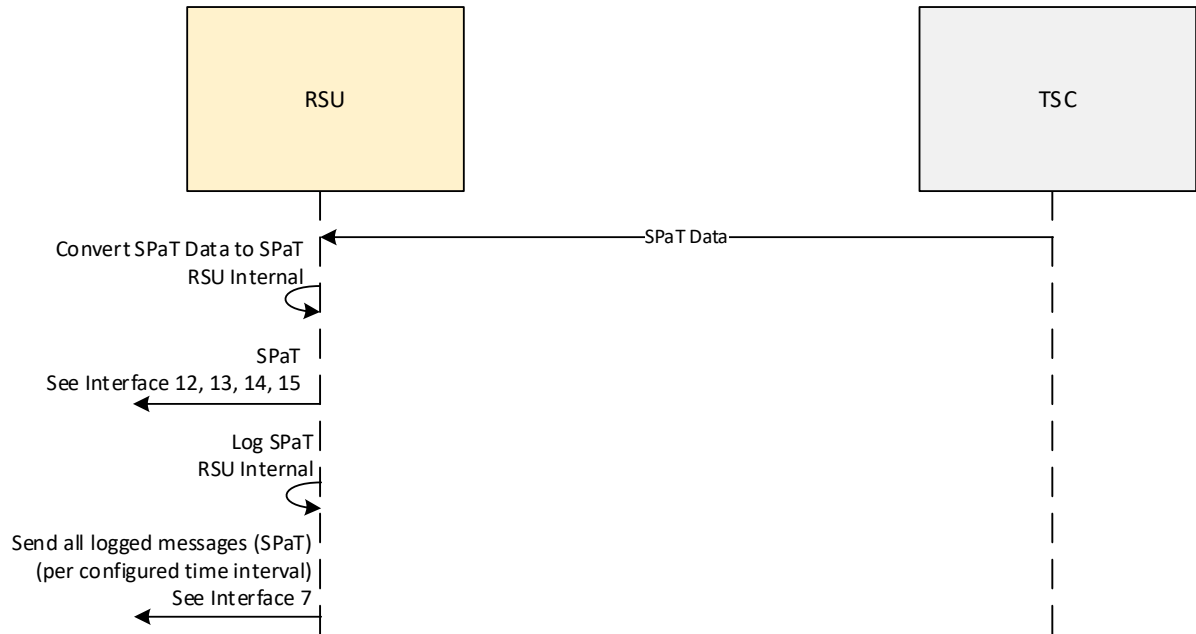 RSU
TSC
SPaT Data
Convert SPaT Data to SPaT
RSU Internal
SPaT
See Interface 12, 13, 14, 15
Log SPaT
RSU Internal
Send all logged messages (SPaT)
(per configured time interval)
See Interface 7